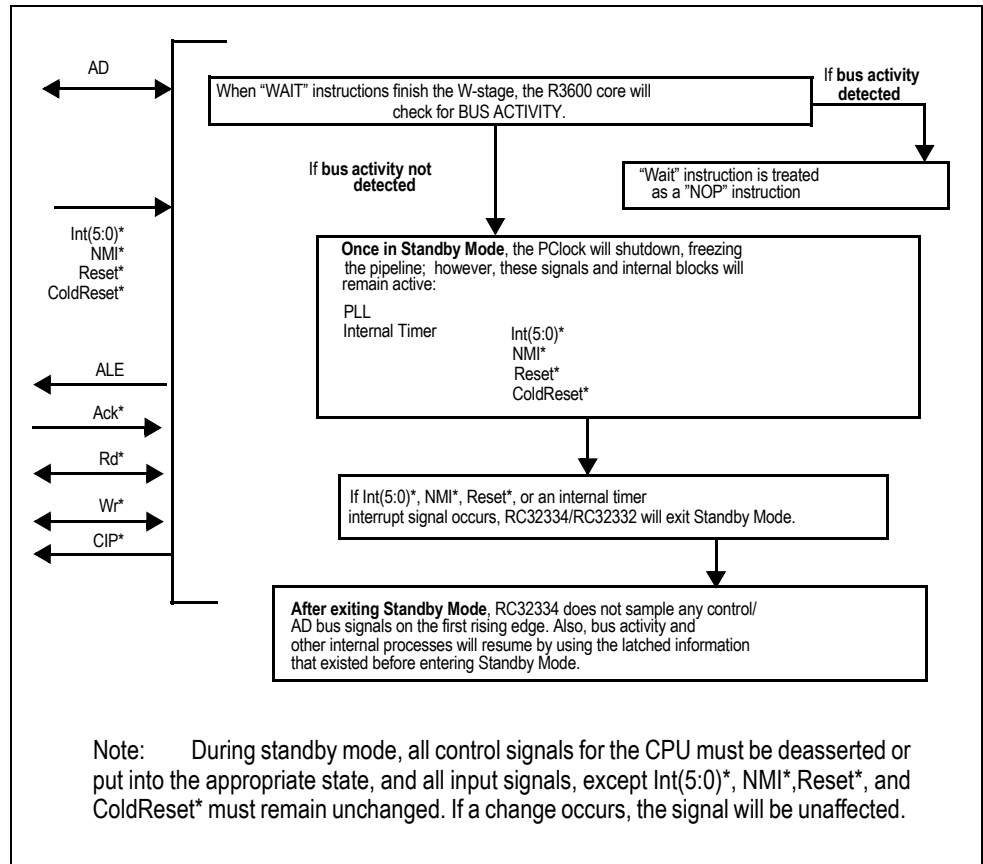 AD
When “WAIT” instructions finish the W-stage, the R3600 core will
check for BUS ACTIVITY.
If bus activity
detected
If bus activity not
detected
“Wait” instruction is treated
as a ”NOP” instruction
Int(5:0)*
NMI*
Reset*
ColdReset*
Once in Standby Mode, the PClock will shutdown, freezing
the pipeline; however, these signals and internal blocks will
remain active:
PLL
Internal Timer
Int(5:0)*
NMI*
Reset*
ColdReset*
ALE
Ack*
Rd*
Wr*
CIP*
If Int(5:0)*, NMI*, Reset*, or an internal timer
interrupt signal occurs, RC32334/RC32332 will exit Standby Mode.
After exiting Standby Mode, RC32334 does not sample any control/
AD bus signals on the first rising edge. Also, bus activity and
other internal processes will resume by using the latched information
that existed before entering Standby Mode.
Note: During standby mode, all control signals for the CPU must be deasserted or
put into the appropriate state, and all input signals, except Int(5:0)*, NMI*,Reset*, and
ColdReset* must remain unchanged. If a change occurs, the signal will be unaffected.